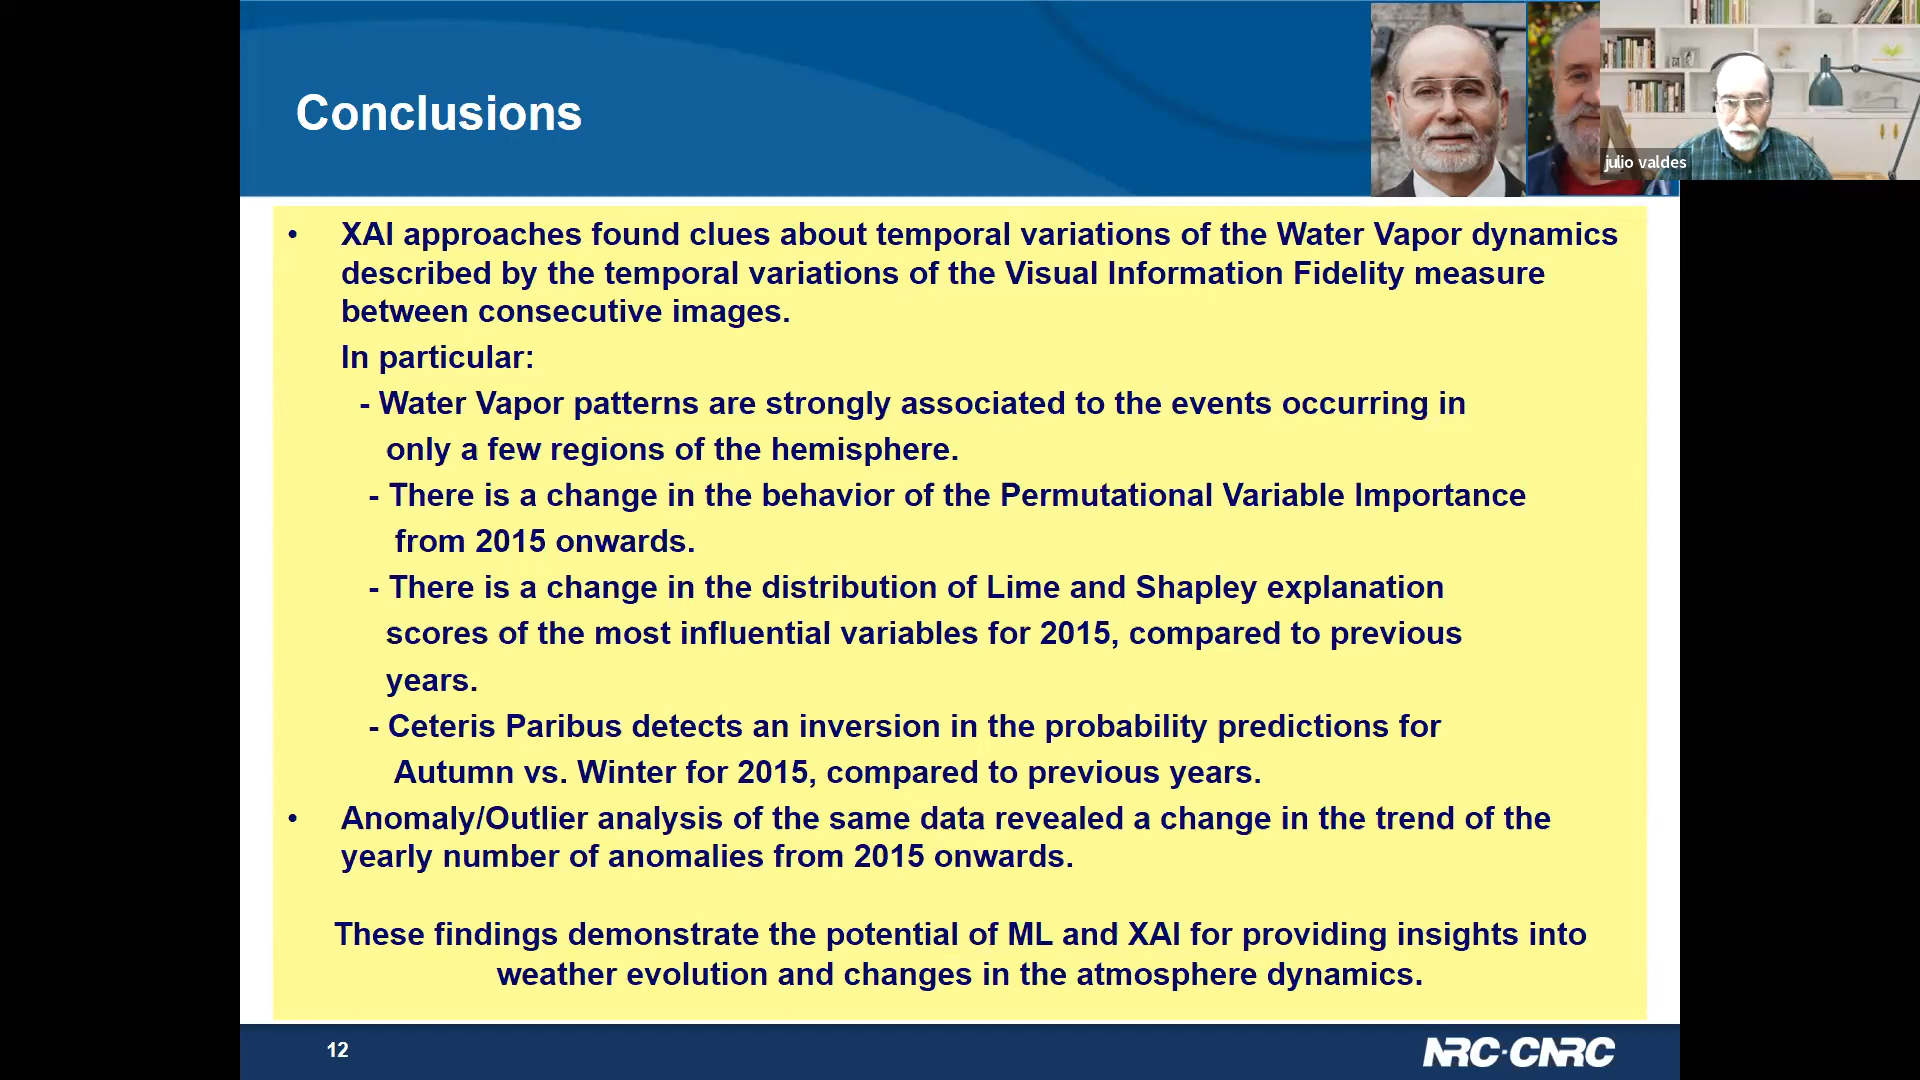 Conclusions
julio valdes
• XAI approaches found clues about temporal variations of the Water Vapor dynamics
described by the temporal variations of the Visual Information Fidelity measure
between consecutive images.
In particular:
- Water Vapor patterns are strongly associated to the events occurring in
only a few regions of the hemisphere.
- There is a change in the behavior of the Permutational Variable Importance
from 2015 onwards.
- There is a change in the distribution of Lime and Shapley explanation
scores of the most influential variables for 2015, compared to previous
years.
- Ceteris Paribus detects an inversion in the probability predictions for
Autumn vs. Winter for 2015, compared to previous years.
• Anomaly/Outlier analysis of the same data revealed a change in the trend of the
yearly number of anomalies from 2015 onwards.
These findings demonstrate the potential of ML and XAI for providing insights into
weather evolution and changes in the atmosphere dynamics.
12
NRC·CNRC